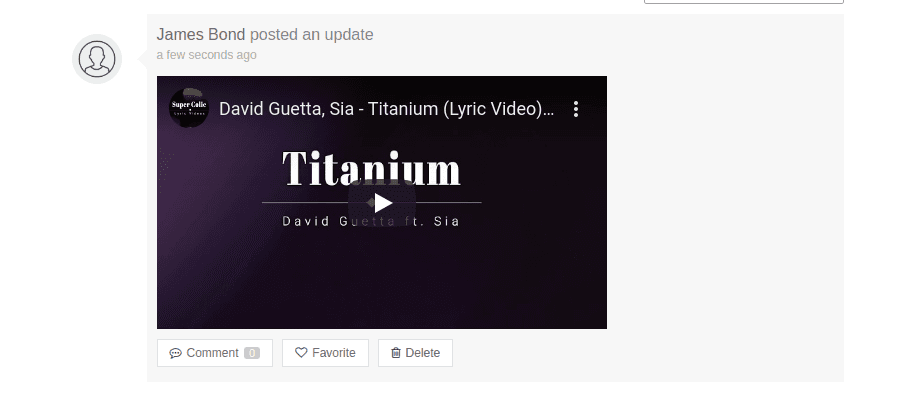 James Bond posted an update
a few seconds ago
Super Colic
Lyric Videos
David Guetta, Sia - Titanium (Lyric Video)...
Titanium
David Guetta ft. Sia
Comment 0
Favorite
Delete